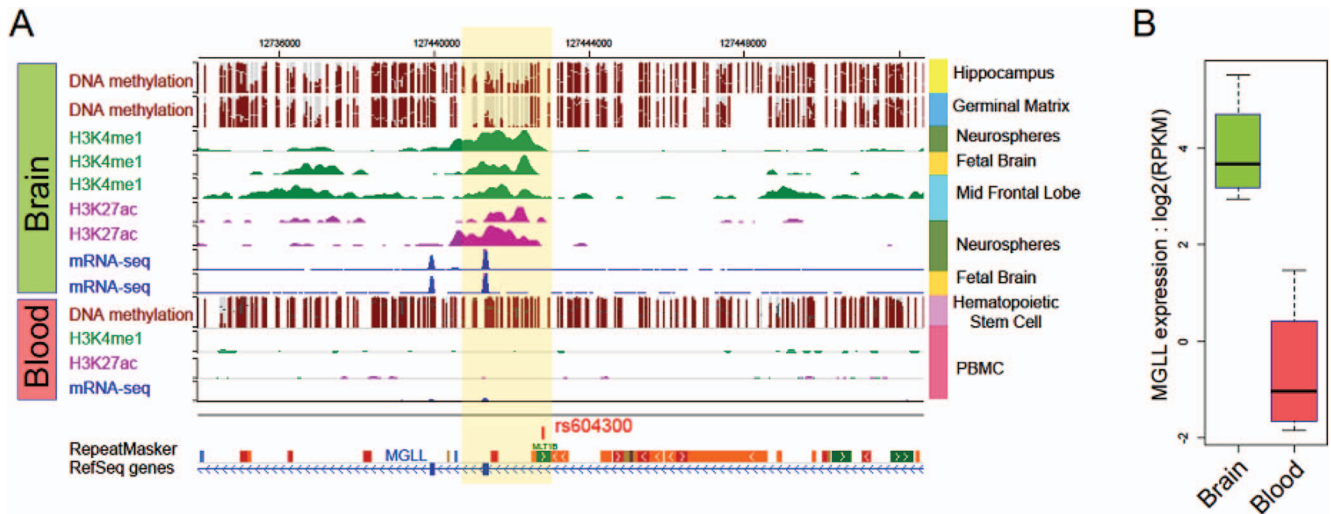 A
12736000
127440000
127444000
127448000
Brain
DNA methylation
Hippocampus
DNA methylation
Germinal Matrix
H3K4me1
Neurospheres
H3K4me1
Fetal Brain
H3K4me1
Mid Frontal Lobe
H3K27ac
H3K27ac
Neurospheres
mRNA-seq
mRNA-seq
Fetal Brain
Blood
DNA methylation
Hematopoietic
Stem Cell
H3K4me1
H3K27ac
PBMC
mRNA-seq
rs604300
MLT1B
RepeatMasker
MGLL
RefSeq genes
B
MGLL expression : log2(RPKM)
4
2
0
-2
Brain
Blood